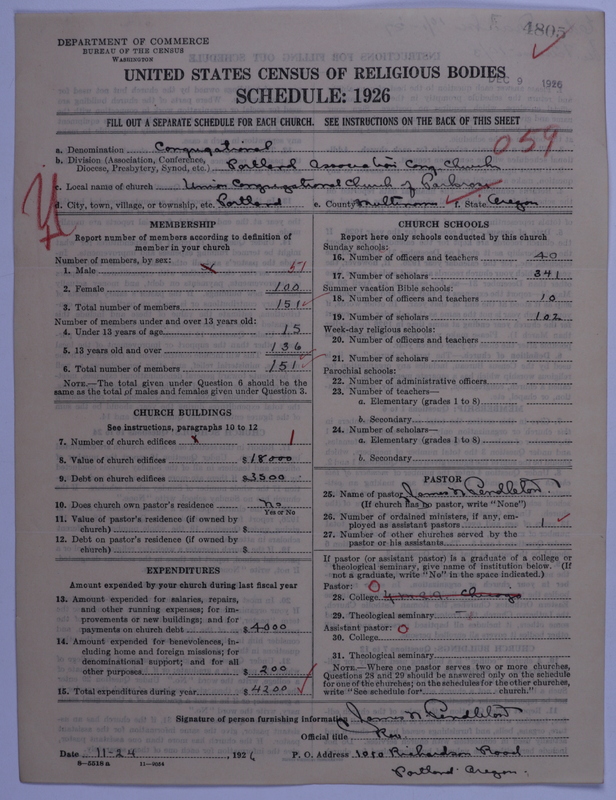 4805
DEPARTMENT OF COMMERCE
BUREAU OF THE CENSUS
WASHINGTON
UNITED STATES CENSUS OF RELIGIOUS BODIES
DEC 9 1926
SCHEDULE: 1926
FILL OUT A SEPARATE SCHEDULE FOR EACH CHURCH. SEE INSTRUCTIONS ON THE BACK OF THIS SHEET
059
a. Denomination Congregational
b. Division (Association, Conference, Diocese, Presbytery, Synod, etc.) Portland Association Cong Church
c. Local name of church Union Congregational Church of Parkrose
d. City, town, village, or township, etc. Portland e. County Multnomah f. State Oregon
MEMBERSHIP
Report number of members according to definition of
member in your church
Number of members, by sex:
1. Male x 51
2. Female 100
3. Total number of members 151
Number of members under and over 13 years old:
4. Under 13 years of age 15
5. 13 years old and over 136
6. Total number of members 151
NOTE.—The total given under Question 6 should be the
same as the total of males and females given under Question 3.
CHURCH BUILDINGS
See instructions, paragraphs 10 to 12
7. Number of church edifices x 1
8. Value of church edifices $18000
9. Debt on church edifices $3500
10. Does church own pastor's residence No
Yes or No
11. Value of pastor's residence (if owned by
church) $
12. Debt on pastor's residence (if owned by
church) $
EXPENDITURES
Amount expended by your church during last fiscal year
13. Amount expended for salaries, repairs,
and other running expenses; for im-
provements or new buildings; and for
payments on church debt $4000
14. Amount expended for benevolences, in-
cluding home and foreign missions; for
denominational support; and for all
other purposes $200
15. Total expenditures during year $4200
CHURCH SCHOOLS
Report here only schools conducted by this church
Sunday schools:
16. Number of officers and teachers 40
17. Number of scholars 341
Summer vacation Bible schools:
18. Number of officers and teachers 10
19. Number of scholars 102
Week-day religious schools:
20. Number of officers and teachers
21. Number of scholars
Parochial schools:
22. Number of administrative officers
23. Number of teachers—
a. Elementary (grades 1 to 8)
b. Secondary
24. Number of scholars—
a. Elementary (grades 1 to 8)
b. Secondary
PASTOR
25. Name of pastor James N Pendleton
(If church has no pastor, write "None")
26. Number of ordained ministers, if any, em-
ployed as assistant pastors 1
27. Number of other churches served by the
pastor or his assistants
If pastor (or assistant pastor) is a graduate of a college or
theological seminary, give name of institution below. (If
not a graduate, write "No" in the space indicated.)
Pastor: O
28. College Y.M.C.A. Chicago
29. Theological seminary —
Assistant pastor: O
30. College
31. Theological seminary
NOTE.—Where one pastor serves two or more churches,
Questions 28 and 29 should be answered only on the schedule
for one of the churches; on the schedules for the other churches,
write "See schedule for church."
Signature of person furnishing information James N Pendleton
Official title Rev.
Date 11-24, 1926 P. O. Address 1010 Richardson Road
8-5518a 11-9064
Portland Oregon.